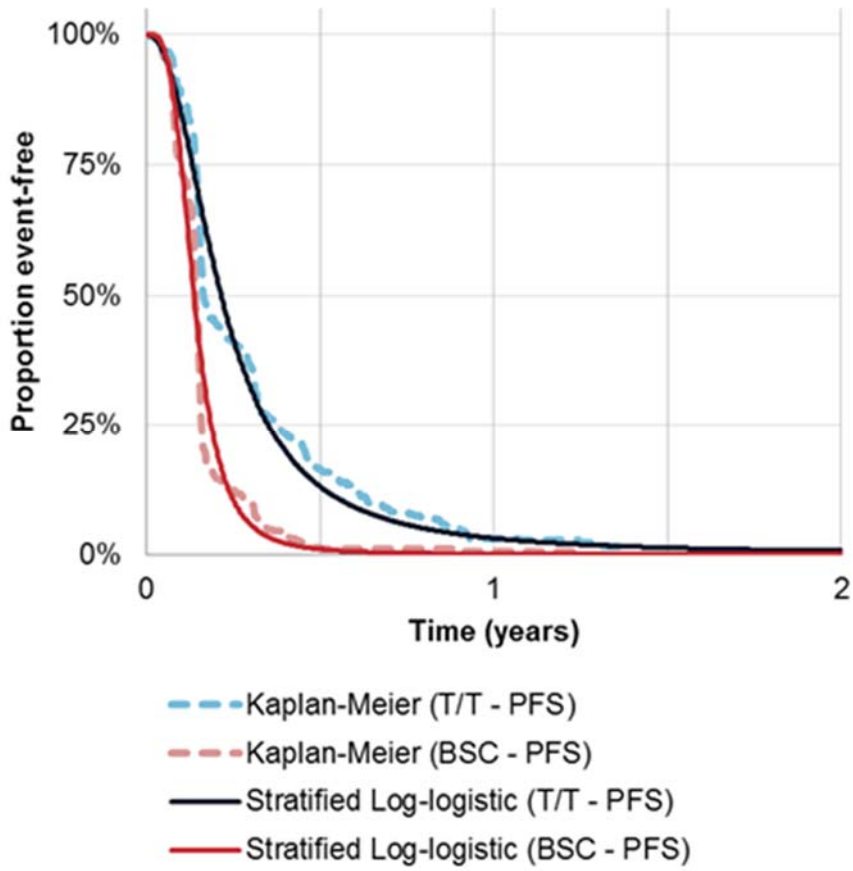 100%
75%
50%
25%
0%
Proportion event-free
0
1
2
Time (years)
Kaplan-Meier (T/T - PFS)
Kaplan-Meier (BSC - PFS)
Stratified Log-logistic (T/T - PFS)
Stratified Log-logistic (BSC - PFS)